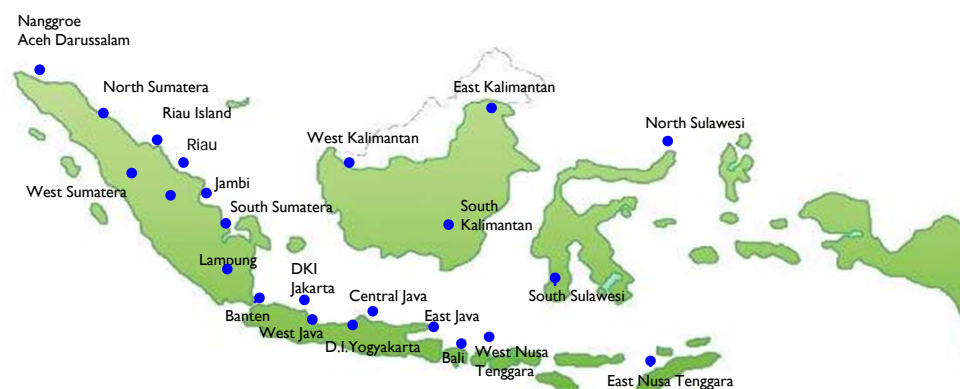 Nanggroe
Aceh Darussalam
North Sumatera
Riau Island
Riau
West Sumatera
Jambi
South Sumatera
Lampung
Banten
DKI
Jakarta
West Java
Central Java
D.I.Yogyakarta
East Java
Bali
West Nusa
Tenggara
East Nusa Tenggara
West Kalimantan
East Kalimantan
South
Kalimantan
North Sulawesi
South Sulawesi